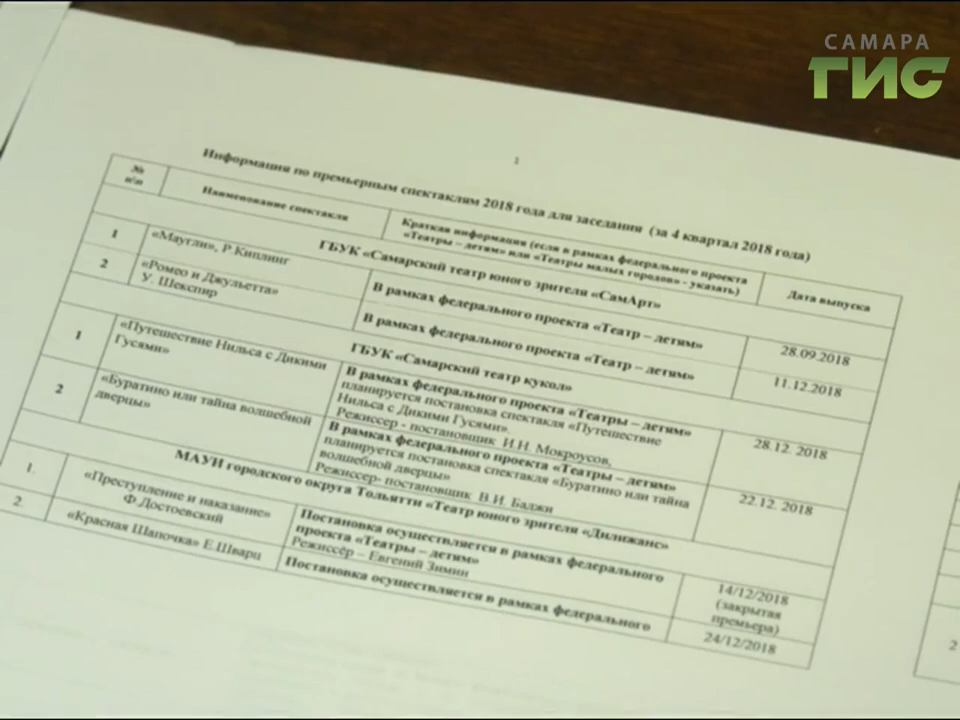 САМАРА
ГИС
1
Информация по премьерным спектаклям 2018 года для заседания (за 4 квартал 2018 года)
№
п/п
Наименование спектакля
Краткая информация (если в рамках федерального проекта
«Театры – детям» или «Театры малых городов» - указать)
Дата выпуска
ГБУК «Самарский театр юного зрителя «СамАрт»
1
«Маугли», Р.Киплинг
В рамках федерального проекта «Театр – детям»
28.09.2018
2
«Ромео и Джульетта»
У. Шекспир
В рамках федерального проекта «Театр – детям»
11.12.2018
ГБУК «Самарский театр кукол»
1
«Путешествие Нильса с Дикими
Гусями»
В рамках федерального проекта «Театры – детям»
планируется постановка спектакля «Путешествие
Нильса с Дикими Гусями».
Режиссер - постановщик И.Н. Мокроусов,
28.12. 2018
2
«Буратино или тайна волшебной
дверцы»
В рамках федерального проекта «Театры – детям»
планируется постановка спектакля «Буратино или тайна
волшебной дверцы»
Режиссер- постановщик В.И. Баджи
22.12. 2018
МАУИ городского округа Тольятти «Театр юного зрителя «Дилижанс»
1.
«Преступление и наказание»
Ф.Достоевский
Постановка осуществляется в рамках федерального
проекта «Театры – детям»
Режиссёр – Евгений Зимин
14/12/2018
(закрытая
премьера)
2.
«Красная Шапочка» Е.Шварц
Постановка осуществляется в рамках федерального
24/12/2018
2